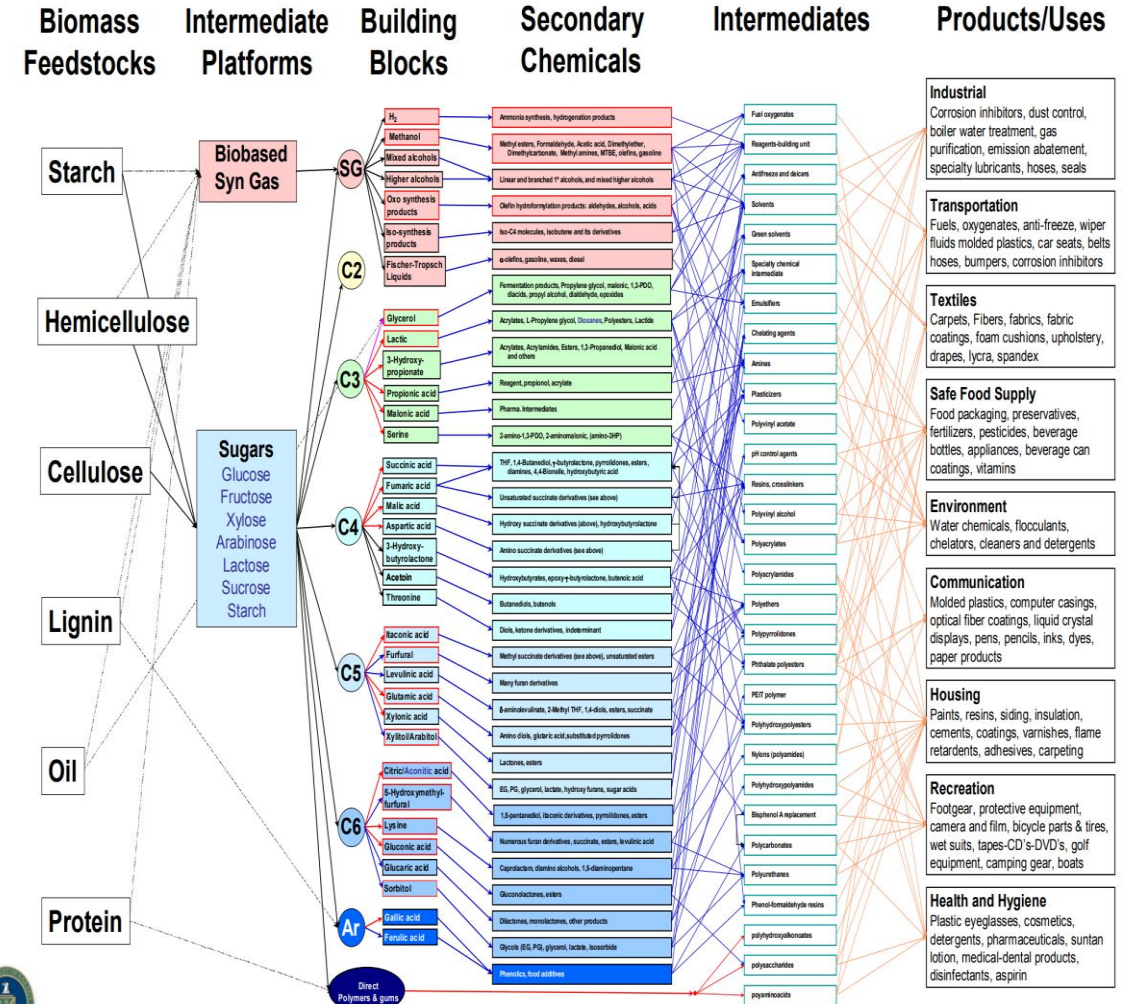 Biomass
Feedstocks
Intermediate
Platforms
Building
Blocks
Secondary
Chemicals
Intermediates
Products/Uses
Starch
Hemicellulose
Cellulose
Lignin
Oil
Protein
1
Biobased
Syn Gas
Sugars
Glucose
Fructose
Xylose
Arabinose
Lactose
Sucrose
Starch
SG
C2
C3
C4
C5
C6
Ar
Direct
Polymers & gums
H2
Methanol
Mixed alcohols
Higher alcohols
Oxo synthesis
products
Iso-synthesis
products
Fischer-Tropsch
Liquids
Glycerol
Lactic
3-Hydroxy-
propionate
Propionic acid
Malonic acid
Serine
Succinic acid
Fumaric acid
Malic acid
Aspartic acid
3-Hydroxy-
butyrolactone
Acetoin
Threonine
Itaconic acid
Furfural
Levulinic acid
Glutamic acid
Xylonic acid
Xylitol/Arabitol
Citric/Aconitic acid
5-Hydroxymethyl-
furfural
Lysine
Gluconic acid
Glucaric acid
Sorbitol
Gallic acid
Ferulic acid
Ammonia synthesis, hydrogenation products
Methyl esters, Formaldehyde, Acetic acid, Dimethylether,
Dimethylcarbonate, Methyl amines, MTBE, olefins, gasoline
Linear and branched 1° alcohols, and mixed higher alcohols
Olefin hydroformylation products: aldehydes, alcohols, acids
Iso-C4 molecules, isobutene and its derivatives
α-olefins, gasoline, waxes, diesel
Fermentation products, Propylene glycol, malonic, 1,3-PDO,
diacids, propyl alcohol, dialdehyde, epoxides
Acrylates, L-Propylene glycol, Dioxanes, Polyesters, Lactide
Acrylates, Acrylamides, Esters, 1,3-Propanediol, Malonic acid
and others
Reagent, propionol, acrylate
Pharma. Intermediates
2-amino-1,3-PDO, 2-aminomalonic, (amino-3HP)
THF, 1,4-Butanediol, γ-butyrolactone, pyrrolidones, esters,
diamines, 4,4-Bionelle, hydroxybutyric acid
Unsaturated succinate derivatives (see above)
Hydroxy succinate derivatives (above), hydroxybutyrolactone
Amino succinate derivatives (see above)
Hydroxybutyrates, epoxy-γ-butyrolactone, butenoic acid
Butanediols, butenols
Diols, ketone derivatives, indeterminant
Methyl succinate derivatives (see above), unsaturated esters
Many furan derivatives
δ-aminolevulinate, 2-Methyl THF, 1,4-diols, esters, succinate
Amino diols, glutaric acid,substituted pyrrolidones
Lactones, esters
EG, PG, glycerol, lactate, hydroxy furans, sugar acids
1,5-pentanediol, itaconic derivatives, pyrrolidones, esters
Numerous furan derivatives, succinate, esters, levulinic acid
Caprolactam, diamino alcohols, 1,5-diaminopentane
Gluconolactones, esters
Dilactones, monolactones, other products
Glycols (EG, PG), glycerol, lactate, isosorbide
Phenolics, food additives
Fuel oxygenates
Reagents-building unit
Antifreeze and deicers
Solvents
Green solvents
Specialty chemical
intermediate
Emulsifiers
Chelating agents
Amines
Plasticizers
Polyvinyl acetate
pH control agents
Resins, crosslinkers
Polyvinyl alcohol
Polyacrylates
Polyacrylamides
Polyethers
Polypyrrolidones
Phthalate polyesters
PEIT polymer
Polyhydroxypolyesters
Nylons (polyamides)
Polyhydroxypolyamides
Bisphenol A replacement
Polycarbonates
Polyurethanes
Phenol-formaldehyde resins
polyhydroxyalkonoates
polysaccharides
poyaminoacids
Industrial
Corrosion inhibitors, dust control,
boiler water treatment, gas
purification, emission abatement,
specialty lubricants, hoses, seals
Transportation
Fuels, oxygenates, anti-freeze, wiper
fluids molded plastics, car seats, belts
hoses, bumpers, corrosion inhibitors
Textiles
Carpets, Fibers, fabrics, fabric
coatings, foam cushions, upholstery,
drapes, lycra, spandex
Safe Food Supply
Food packaging, preservatives,
fertilizers, pesticides, beverage
bottles, appliances, beverage can
coatings, vitamins
Environment
Water chemicals, flocculants,
chelators, cleaners and detergents
Communication
Molded plastics, computer casings,
optical fiber coatings, liquid crystal
displays, pens, pencils, inks, dyes,
paper products
Housing
Paints, resins, siding, insulation,
cements, coatings, varnishes, flame
retardents, adhesives, carpeting
Recreation
Footgear, protective equipment,
camera and film, bicycle parts & tires,
wet suits, tapes-CD's-DVD's, golf
equipment, camping gear, boats
Health and Hygiene
Plastic eyeglasses, cosmetics,
detergents, pharmaceuticals, suntan
lotion, medical-dental products,
disinfectants, aspirin